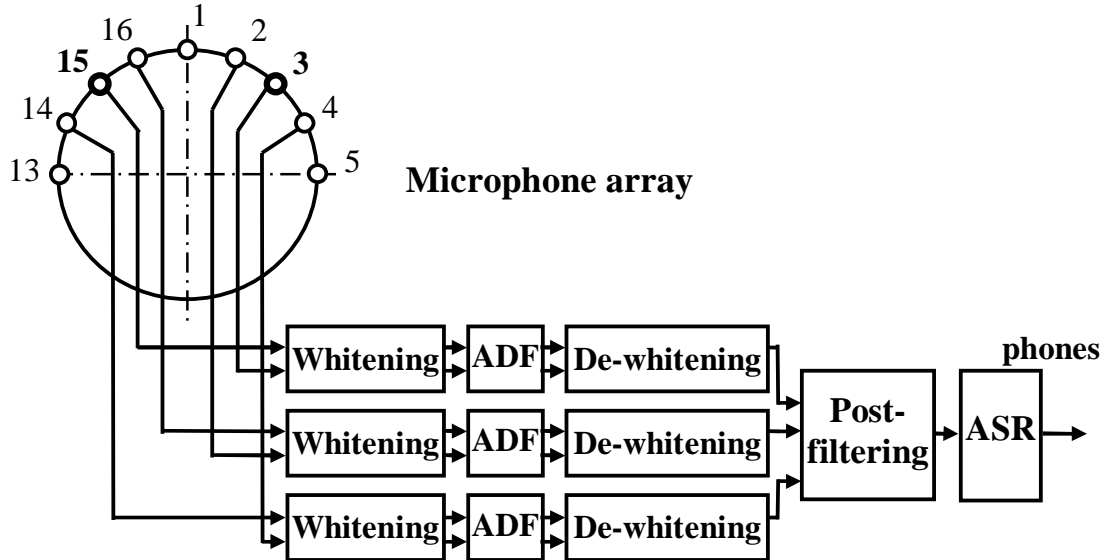 1
16
2
15
3
14
4
13
5
Microphone array
phones
Whitening
ADF
De-whitening
Post-
filtering
ASR
Whitening
ADF
De-whitening
Whitening
ADF
De-whitening